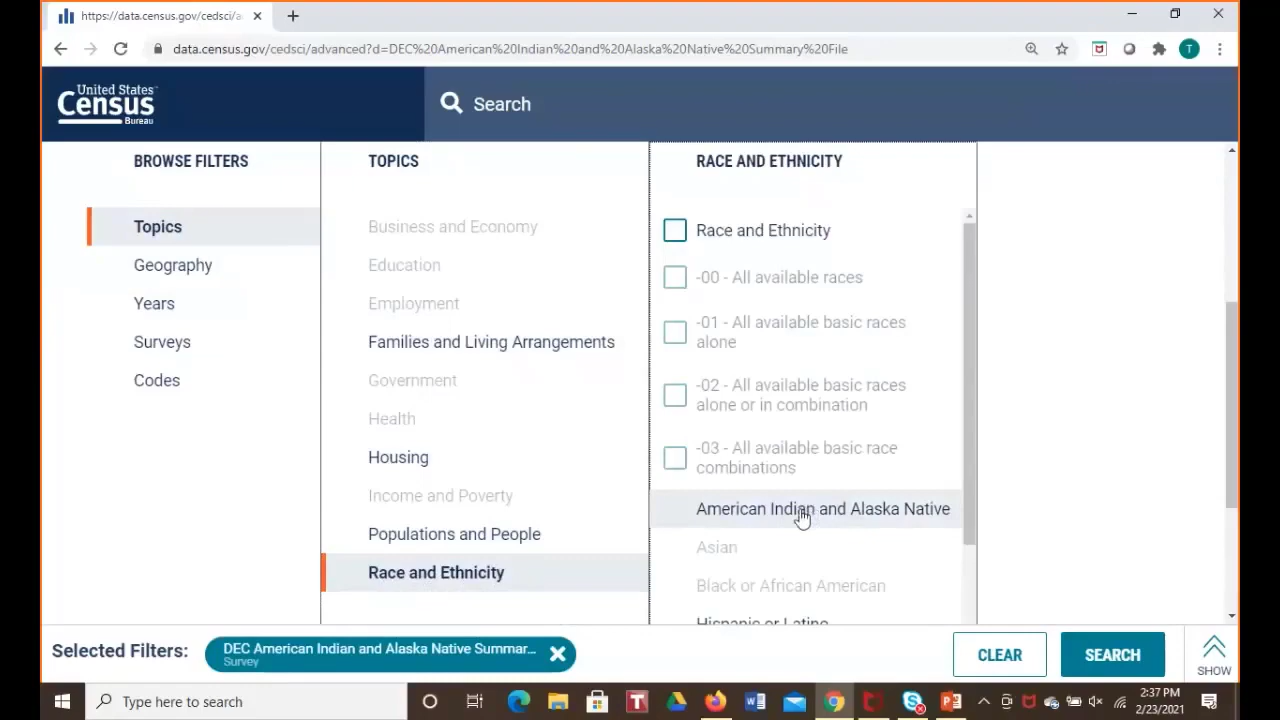 https://data.census.gov/cedsci/a
data.census.gov/cedsci/advanced?d=DEC%20American%20Indian%20and%20Alaska%20Native%20Summary%20File
T
United States
Census
Bureau
Search
BROWSE FILTERS
Topics
Geography
Years
Surveys
Codes
TOPICS
Business and Economy
Education
Employment
Families and Living Arrangements
Government
Health
Housing
Income and Poverty
Populations and People
Race and Ethnicity
RACE AND ETHNICITY
Race and Ethnicity
-00 - All available races
-01 - All available basic races
alone
-02 - All available basic races
alone or in combination
-03 - All available basic race
combinations
American Indian and Alaska Native
Asian
Black or African American
Hispanic or Latino
Selected Filters:
DEC American Indian and Alaska Native Summar...
Survey
CLEAR
SEARCH
SHOW
Type here to search
2:37 PM
2/23/2021